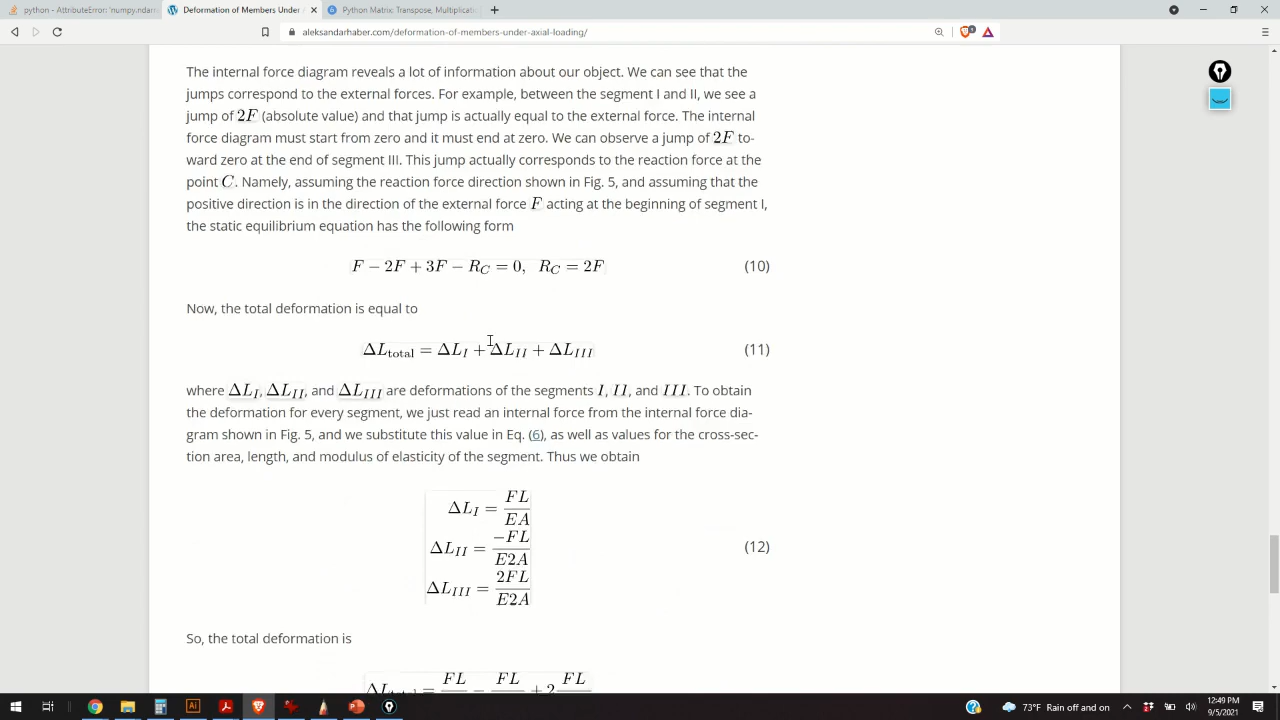 python - AttributeError: 'numpy.ndarr
Deformation of Members Under
Python Matrix: Transpose, Multiplicati
aleksandarhaber.com/deformation-of-members-under-axial-loading/
The internal force diagram reveals a lot of information about our object. We can see that the
jumps correspond to the external forces. For example, between the segment I and II, we see a
jump of 2F (absolute value) and that jump is actually equal to the external force. The internal
force diagram must start from zero and it must end at zero. We can observe a jump of 2F to-
ward zero at the end of segment III. This jump actually corresponds to the reaction force at the
point C. Namely, assuming the reaction force direction shown in Fig. 5, and assuming that the
positive direction is in the direction of the external force F acting at the beginning of segment I,
the static equilibrium equation has the following form
F − 2F + 3F − R_C = 0, R_C = 2F (10)
Now, the total deformation is equal to
ΔL_total = ΔL_I + ΔL_II + ΔL_III (11)
where ΔL_I, ΔL_II, and ΔL_III are deformations of the segments I, II, and III. To obtain
the deformation for every segment, we just read an internal force from the internal force dia-
gram shown in Fig. 5, and we substitute this value in Eq. (6), as well as values for the cross-sec-
tion area, length, and modulus of elasticity of the segment. Thus we obtain
ΔL_I = FL/EA
ΔL_II = −FL/E2A (12)
ΔL_III = 2FL/E2A
So, the total deformation is
ΔL_total = FL − FL + 2 FL
73°F Rain off and on
12:49 PM
9/5/2021